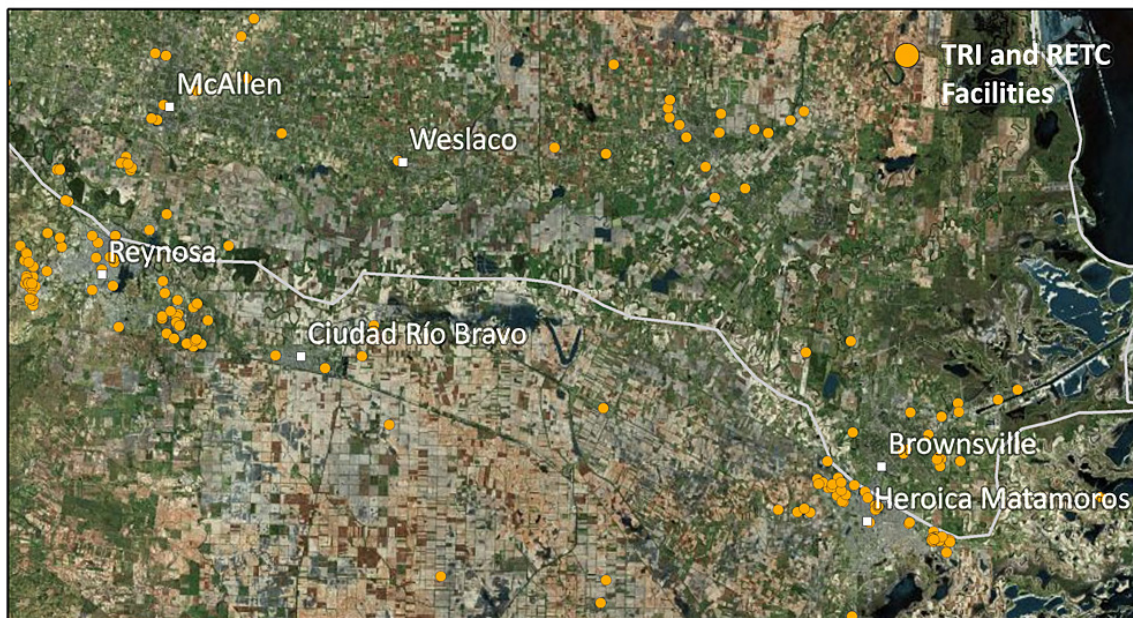 TRI and RETC
Facilities
McAllen
Weslaco
Reynosa
Ciudad Río Bravo
Brownsville
Heroica Matamoros